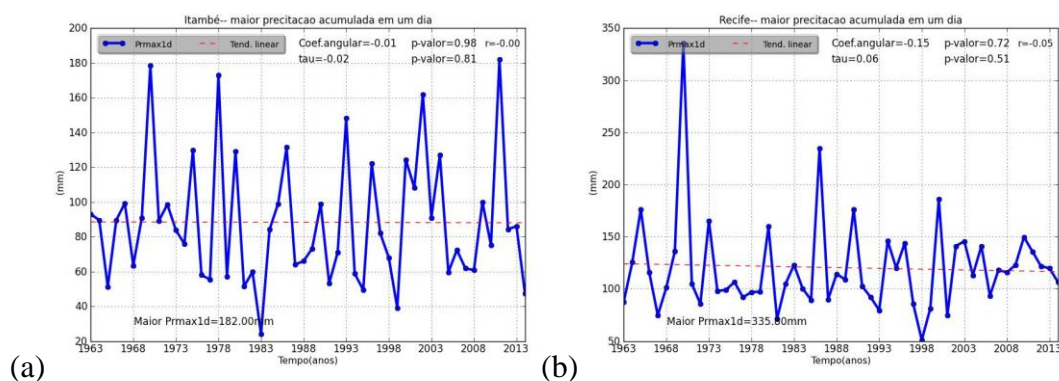 Itambé-- maior precitacao acumulada em um dia
Prmax1d Tend. linear
Coef.angular=-0.01 p-valor=0.98 r=-0.00
tau=-0.02 p-valor=0.81
200
180
160
140
120
100
80
60
40
20
(mm)
Maior Prmax1d=182.00mm
1963 1968 1973 1978 1983 1988 1993 1998 2003 2008 2013
Tempo(anos)
(a)
Recife-- maior precitacao acumulada em um dia
Prmax1d Tend. linear
Coef.angular=-0.15 p-valor=0.72 r=-0.05
tau=0.06 p-valor=0.51
350
300
250
200
150
100
50
(mm)
Maior Prmax1d=335.80mm
1963 1968 1973 1978 1983 1988 1993 1998 2003 2008 2013
Tempo(anos)
(b)